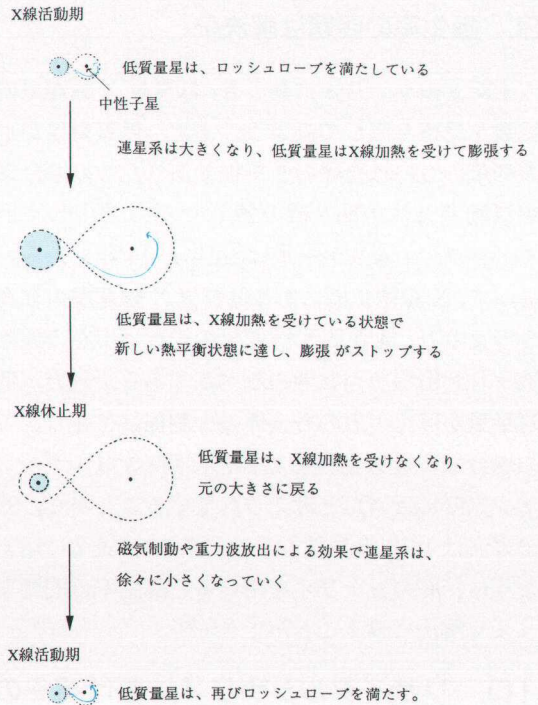 X線活動期
低質量星は、ロッシュローブを満たしている
中性子星
連星系は大きくなり、低質量星はX線加熱を受けて膨張する
低質量星は、X線加熱を受けている状態で
新しい熱平衡状態に達し、膨張がストップする
X線休止期
低質量星は、X線加熱を受けなくなり、
元の大きさに戻る
磁気制動や重力波放出による効果で連星系は、
徐々に小さくなっていく
X線活動期
低質量星は、再びロッシュローブを満たす。